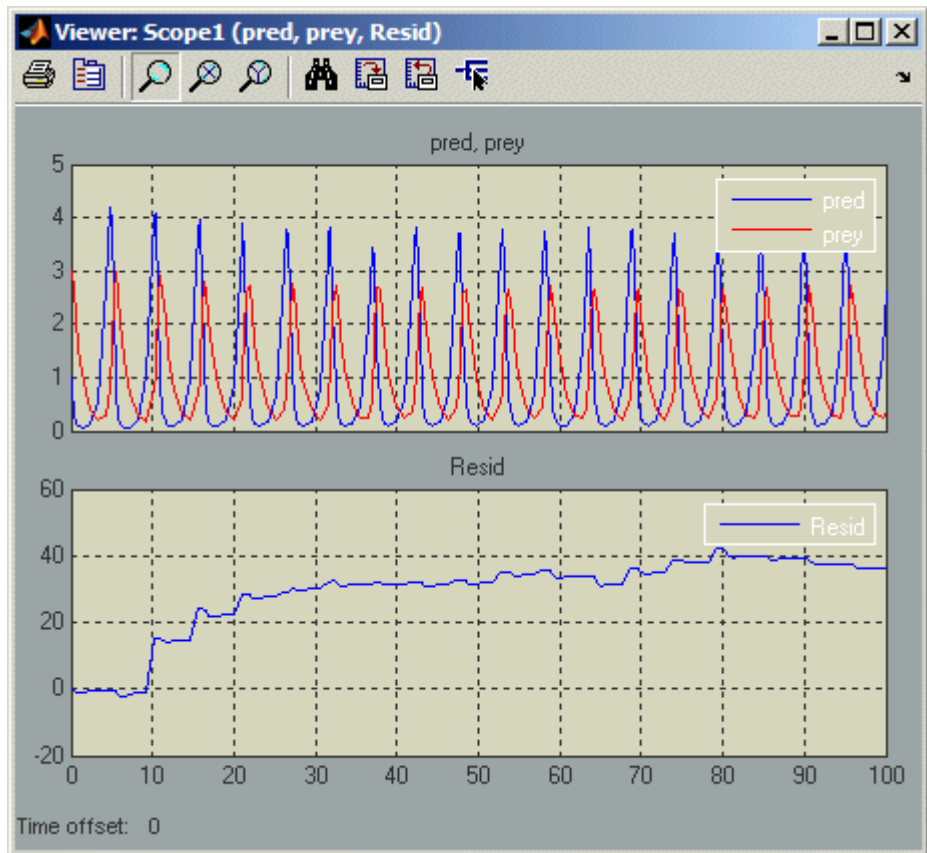 Viewer: Scope1 (pred, prey, Resid)
pred, prey
5
4
3
2
1
0
pred
prey
Resid
60
40
20
0
-20
Resid
0 10 20 30 40 50 60 70 80 90 100
Time offset: 0